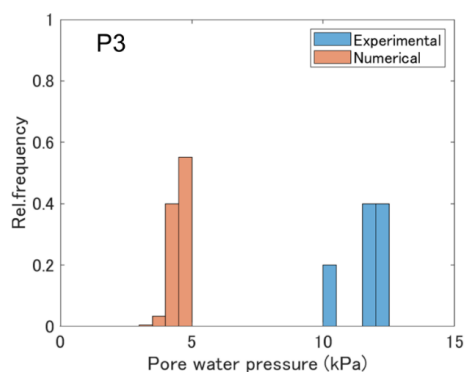 P3
Experimental
Numerical
Rel.frequency
1
0.8
0.6
0.4
0.2
0
0 5 10 15
Pore water pressure (kPa)